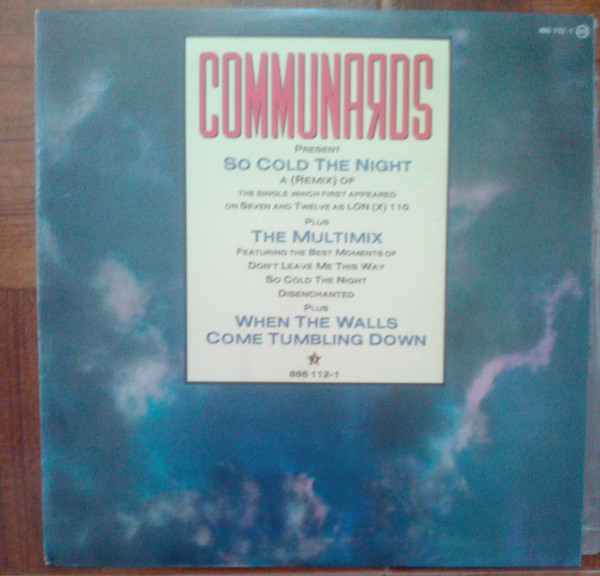 COMMUNARDS
PRESENT
SO COLD THE NIGHT
A (REMIX) OF
THE SINGLE WHICH FIRST APPEARED
ON SEVEN AND TWELVE AS LON (X) 110
PLUS
THE MULTIMIX
FEATURING THE BEST MOMENTS OF
DON'T LEAVE ME THIS WAY
SO COLD THE NIGHT
DISENCHANTED
PLUS
WHEN THE WALLS
COME TUMBLING DOWN
886 112-1